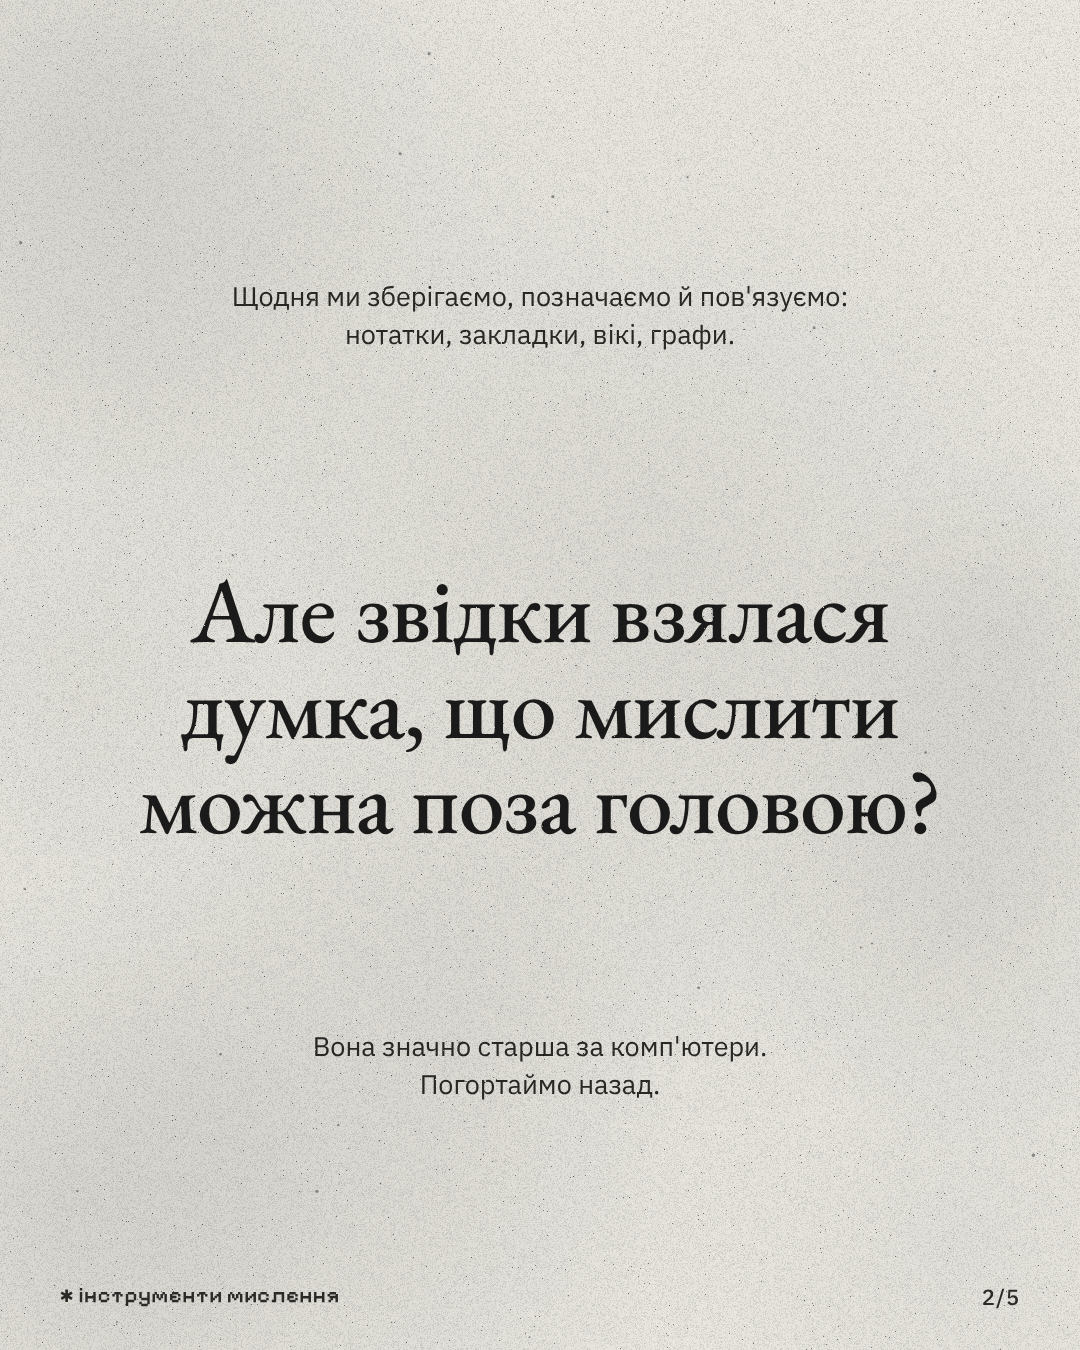 Щодня ми зберігаємо, позначаємо й пов'язуємо:
нотатки, закладки, вікі, графи.
Але звідки взялася
думка, що мислити
можна поза головою?
Вона значно старша за комп'ютери.
Погортаймо назад.
* інструменти мислення
2/5